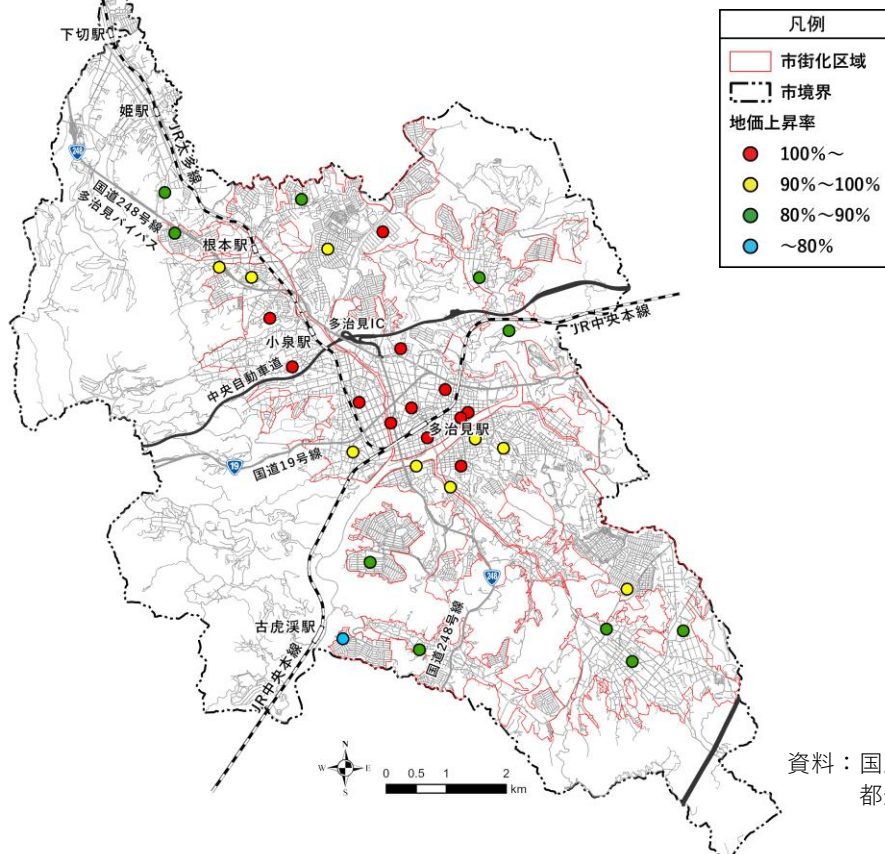 凡例
市街化区域
市境界
地価上昇率
100%～
90%～100%
80%～90%
～80%
下切駅
姫駅
JR太多線
248
国道248号線
多治見バイパス
根本駅
多治見IC
小泉駅
JR中央本線
中央自動車道
多治見駅
国道19号線
19
248
古虎渓駅
国道248号線
JR中央本線
N
W
E
S
0 0.5 1 2
km
資料：国